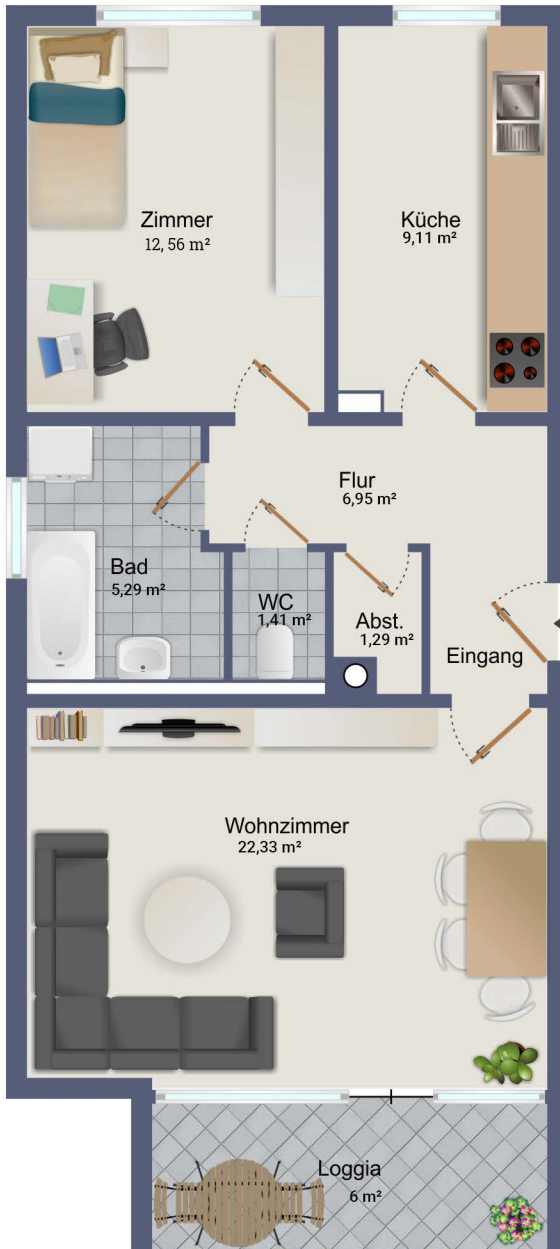 Zimmer
12, 56 m²
Küche
9,11 m²
Flur
6,95 m²
Bad
5,29 m²
WC
1,41 m²
Abst.
1,29 m²
Eingang
Wohnzimmer
22,33 m²
Loggia
6 m²